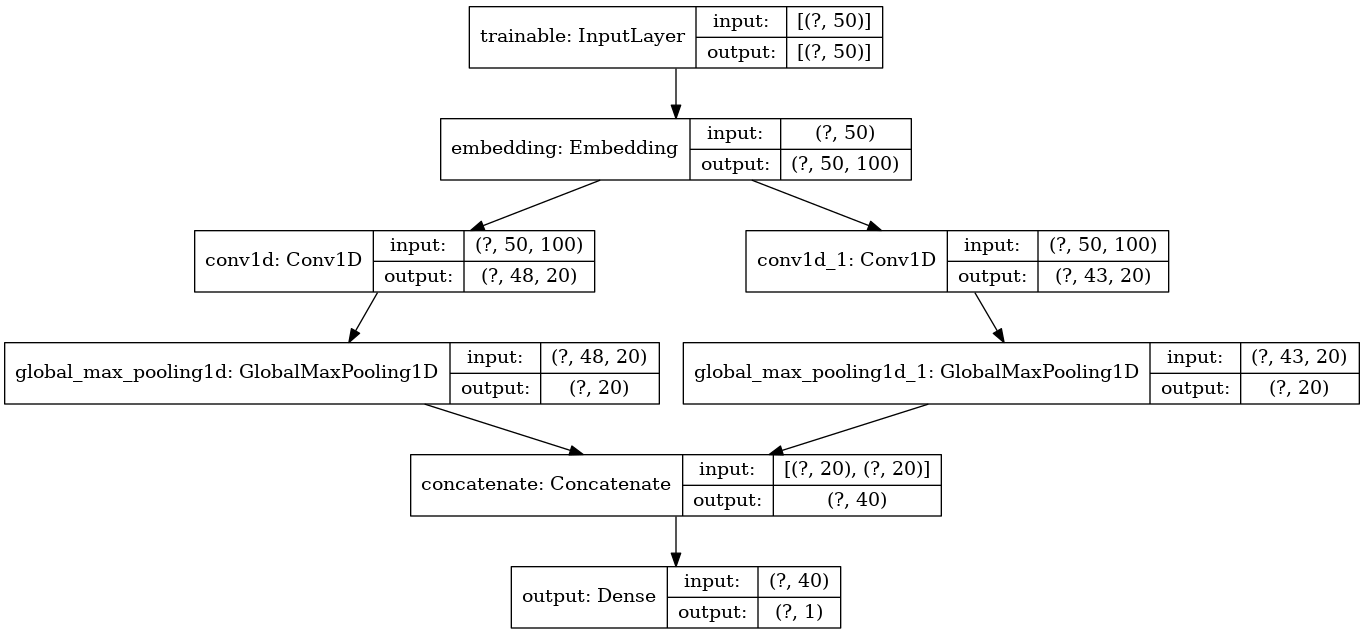 trainable: InputLayer
input:
[(?, 50)]
output:
[(?, 50)]
embedding: Embedding
input:
(?, 50)
output:
(?, 50, 100)
conv1d: Conv1D
input:
(?, 50, 100)
output:
(?, 48, 20)
conv1d_1: Conv1D
input:
(?, 50, 100)
output:
(?, 43, 20)
global_max_pooling1d: GlobalMaxPooling1D
input:
(?, 48, 20)
output:
(?, 20)
global_max_pooling1d_1: GlobalMaxPooling1D
input:
(?, 43, 20)
output:
(?, 20)
concatenate: Concatenate
input:
[(?, 20), (?, 20)]
output:
(?, 40)
output: Dense
input:
(?, 40)
output:
(?, 1)